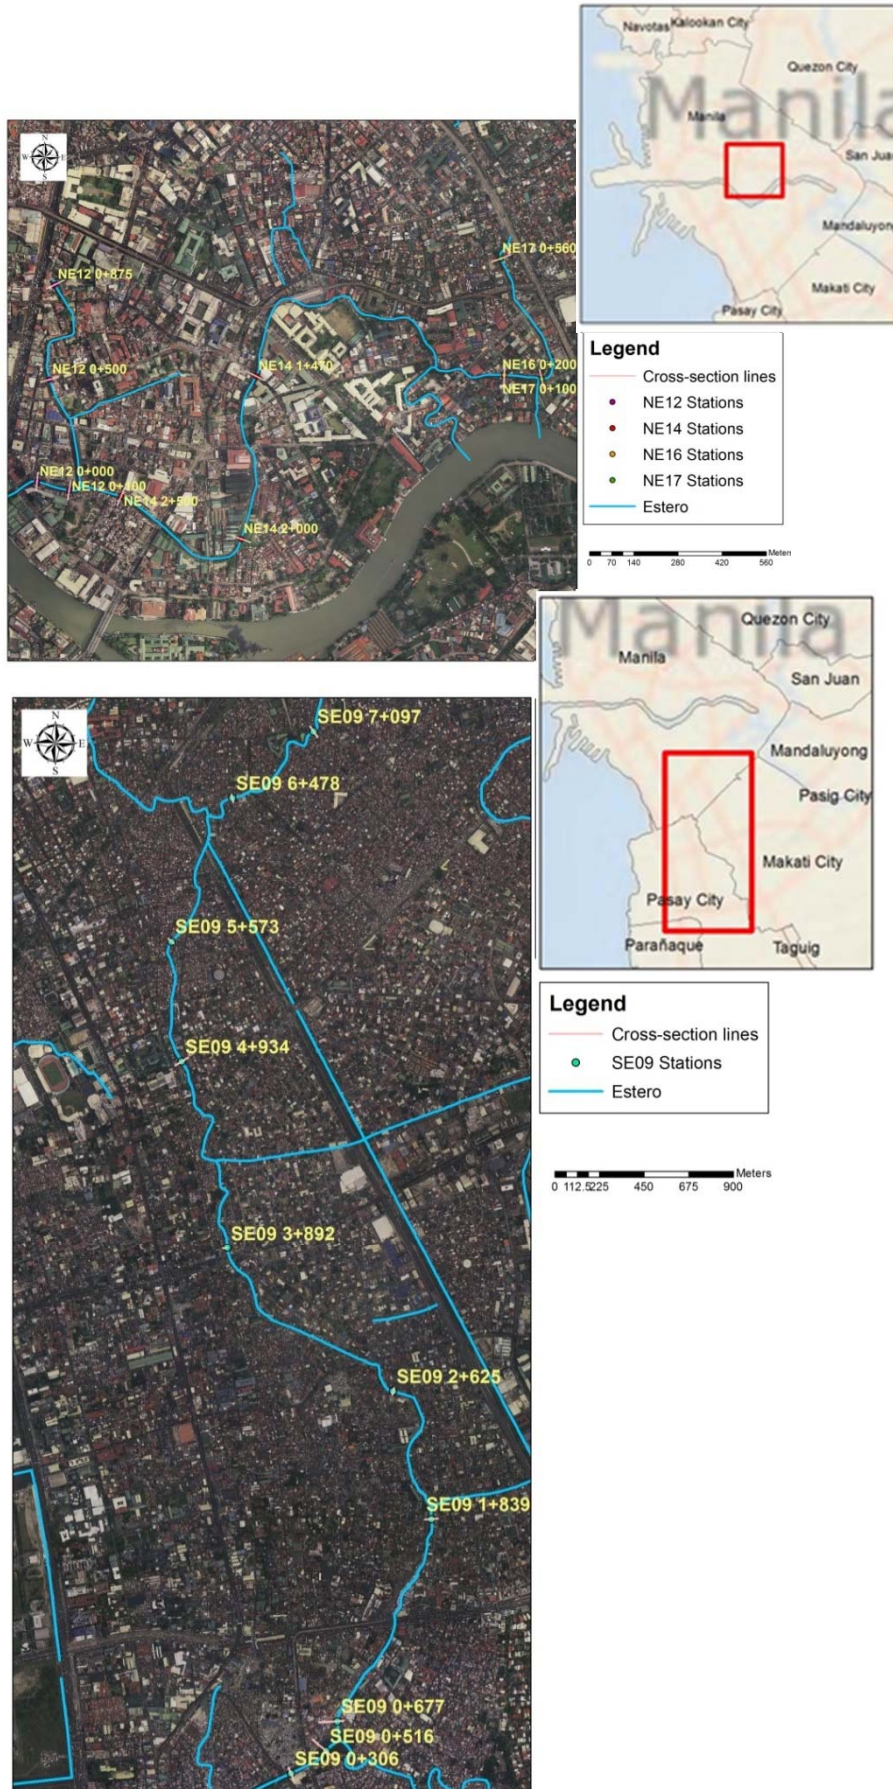 Navotas
Kalookan City
Quezon City
Manila
Manila
San Juan
Mandaluyong
Makati City
Pasay City
N
W E
S
NE12 0+875
NE17 0+560
NE12 0+500
NE14 1+470
NE16 0+200
NE17 0+100
NE12 0+000
NE12 0+100
NE14 2+500
NE14 2+000
Legend
Cross-section lines
NE12 Stations
NE14 Stations
NE16 Stations
NE17 Stations
Estero
Meters
0 70 140 280 420 560
Manila
Quezon City
Manila
San Juan
Mandaluyong
Pasig City
Makati City
Pasay City
Parañaque
Taguig
N
W E
S
SE09 7+097
SE09 6+478
SE09 5+573
SE09 4+934
SE09 3+892
SE09 2+625
SE09 1+839
SE09 0+677
SE09 0+516
SE09 0+306
Legend
Cross-section lines
SE09 Stations
Estero
Meters
0 112.5225 450 675 900